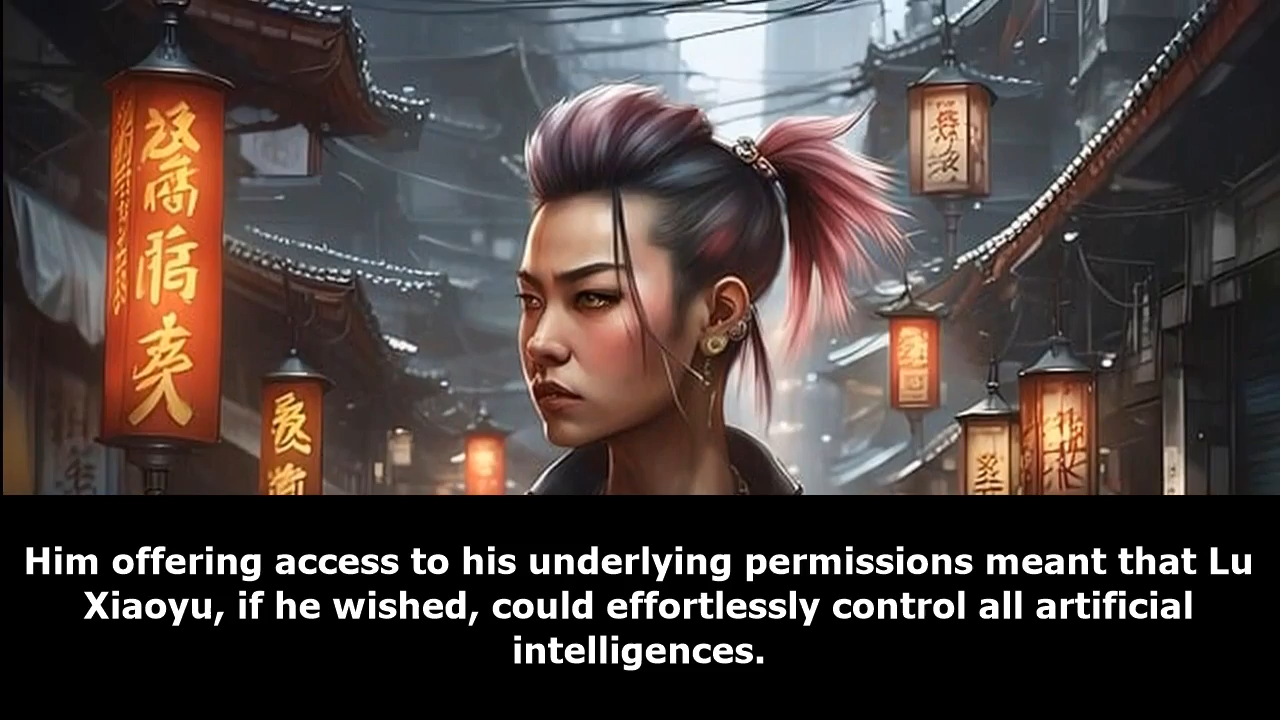 Him offering access to his underlying permissions meant that Lu
Xiaoyu, if he wished, could effortlessly control all artificial
intelligences.